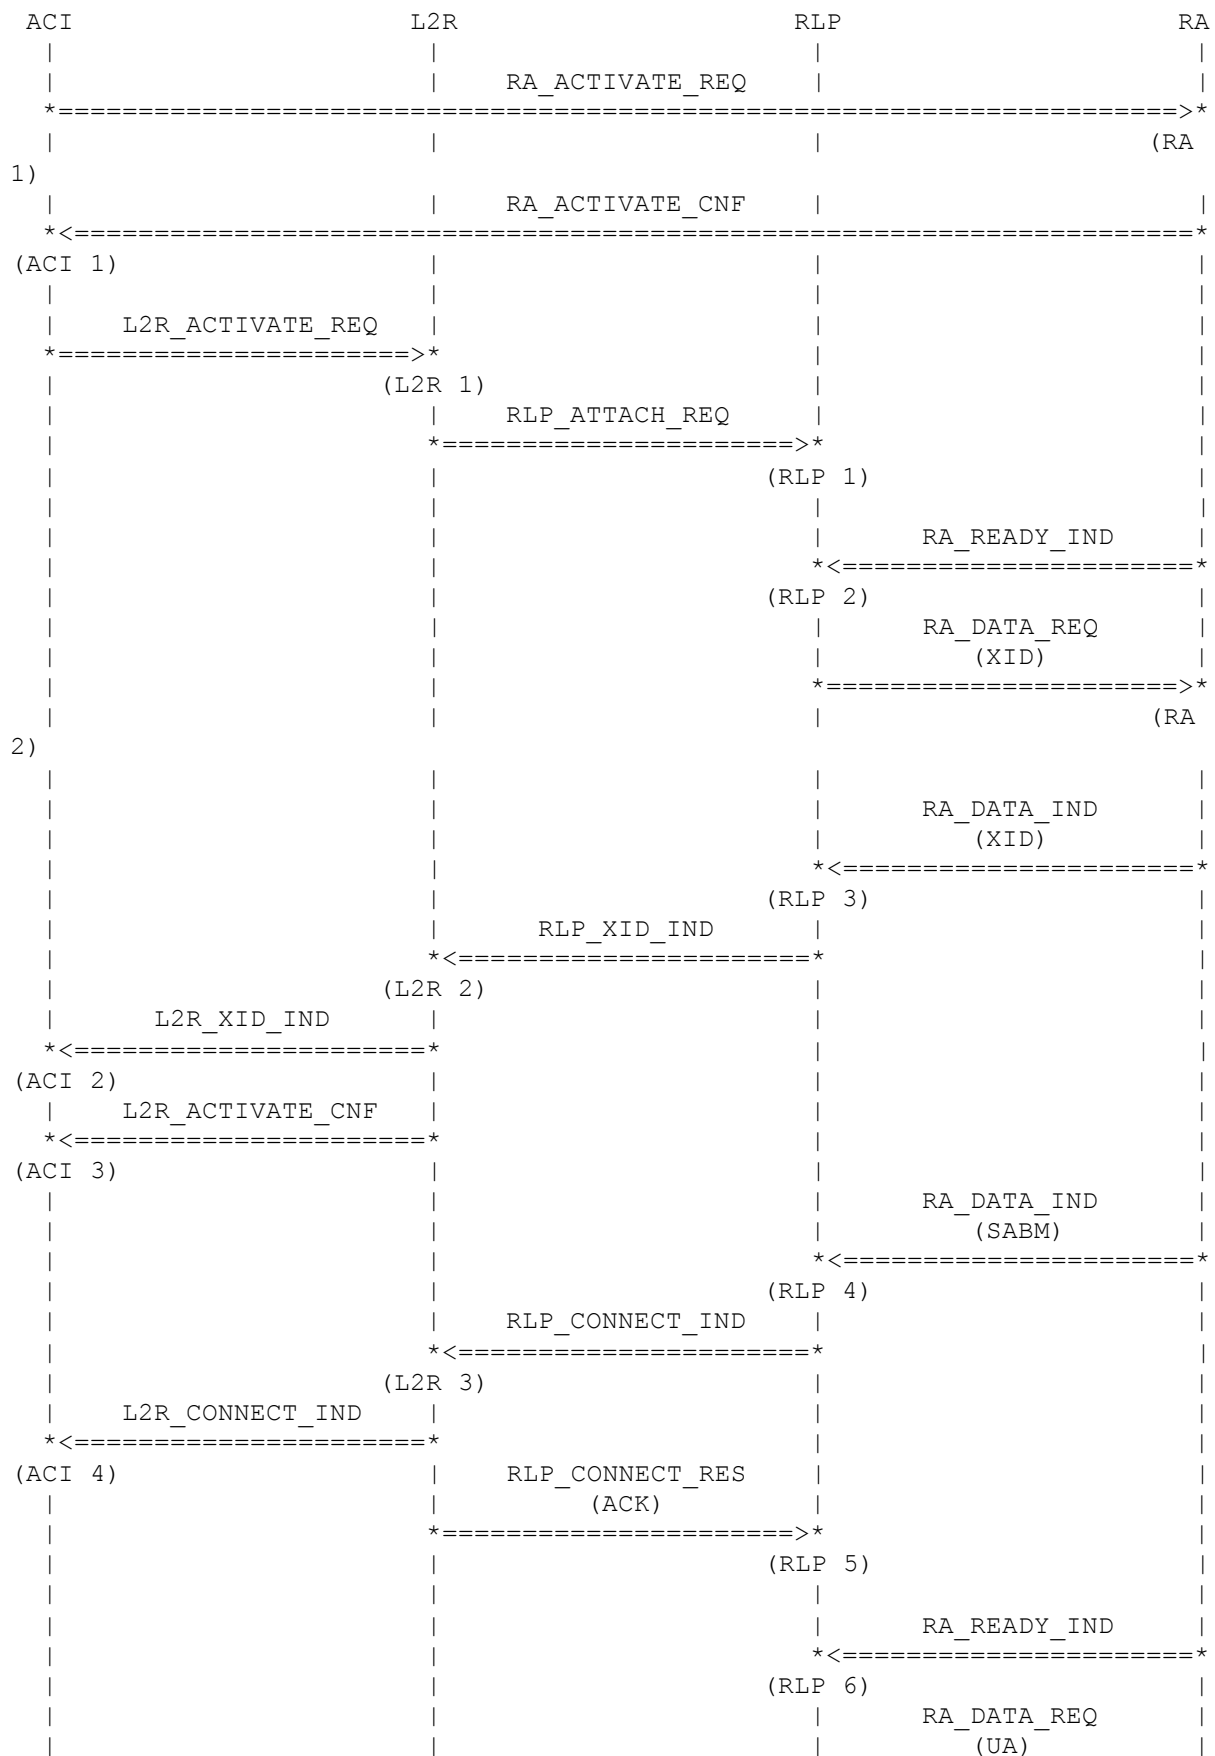 ACI                     L2R                     RLP                     RA
  |                       |                       |                       |
  |                       |    RA_ACTIVATE_REQ    |                       |
  *======================================================================>*
  |                       |                       |                    (RA
1)
  |                       |    RA_ACTIVATE_CNF    |                       |
  *<======================================================================*
(ACI 1)                   |                       |                       |
  |                       |                       |                       |
  |    L2R_ACTIVATE_REQ   |                       |                       |
  *======================>*                       |                       |
  |                    (L2R 1)                    |                       |
  |                       |    RLP_ATTACH_REQ     |                       |
  |                       *======================>*                       |
  |                       |                    (RLP 1)                    |
  |                       |                       |                       |
  |                       |                       |      RA_READY_IND     |
  |                       |                       *<======================*
  |                       |                    (RLP 2)                    |
  |                       |                       |      RA_DATA_REQ      |
  |                       |                       |         (XID)         |
  |                       |                       *======================>*
  |                       |                       |                    (RA
2)
  |                       |                       |                       |
  |                       |                       |      RA_DATA_IND      |
  |                       |                       |         (XID)         |
  |                       |                       *<======================*
  |                       |                    (RLP 3)                    |
  |                       |      RLP_XID_IND      |                       |
  |                       *<======================*                       |
  |                    (L2R 2)                    |                       |
  |      L2R_XID_IND      |                       |                       |
  *<======================*                       |                       |
(ACI 2)                   |                       |                       |
  |    L2R_ACTIVATE_CNF   |                       |                       |
  *<======================*                       |                       |
(ACI 3)                   |                       |                       |
  |                       |                       |      RA_DATA_IND      |
  |                       |                       |         (SABM)        |
  |                       |                       *<======================*
  |                       |                    (RLP 4)                    |
  |                       |    RLP_CONNECT_IND    |                       |
  |                       *<======================*                       |
  |                    (L2R 3)                    |                       |
  |    L2R_CONNECT_IND    |                       |                       |
  *<======================*                       |                       |
(ACI 4)                   |    RLP_CONNECT_RES    |                       |
  |                       |         (ACK)         |                       |
  |                       *======================>*                       |
  |                       |                    (RLP 5)                    |
  |                       |                       |                       |
  |                       |                       |      RA_READY_IND     |
  |                       |                       *<======================*
  |                       |                    (RLP 6)                    |
  |                       |                       |      RA_DATA_REQ      |
  |                       |                       |         (UA)          |